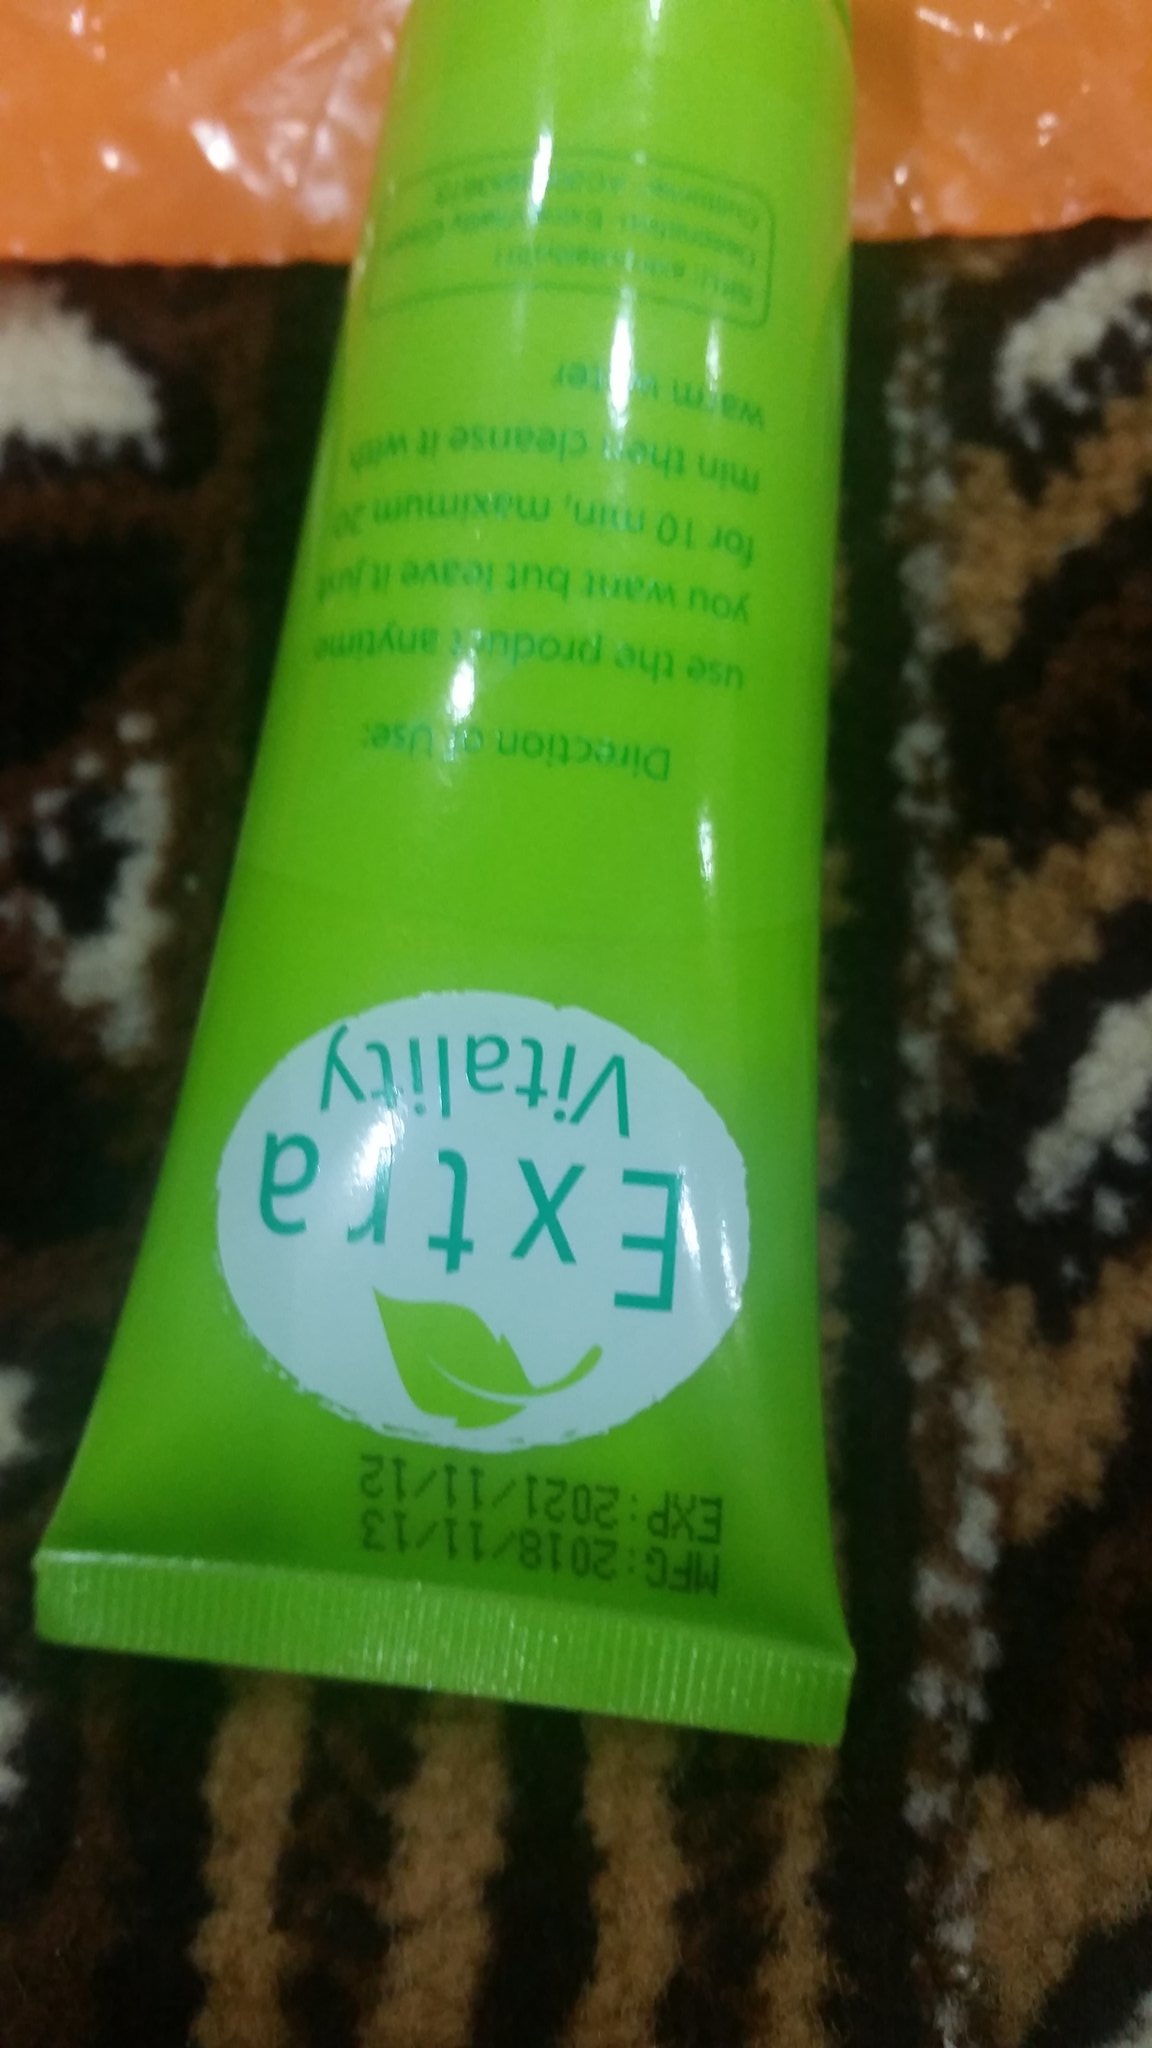 MFG:2018/11/13
EXP:2021/11/12
Extra
Vitality
Direction of Use:
use the product anytime
you want but leave it just
for 10 min, maximum 20
min then cleanse it with
warm water